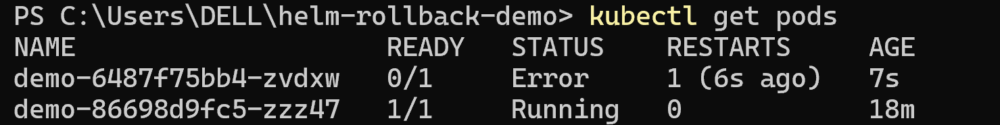 PS C:\Users\DELL\helm-rollback-demo> kubectl get pods
NAME READY STATUS RESTARTS AGE
demo-6487f75bb4-zvdxw 0/1 Error 1 (6s ago) 7s
demo-86698d9fc5-zzz47 1/1 Running 0 18m